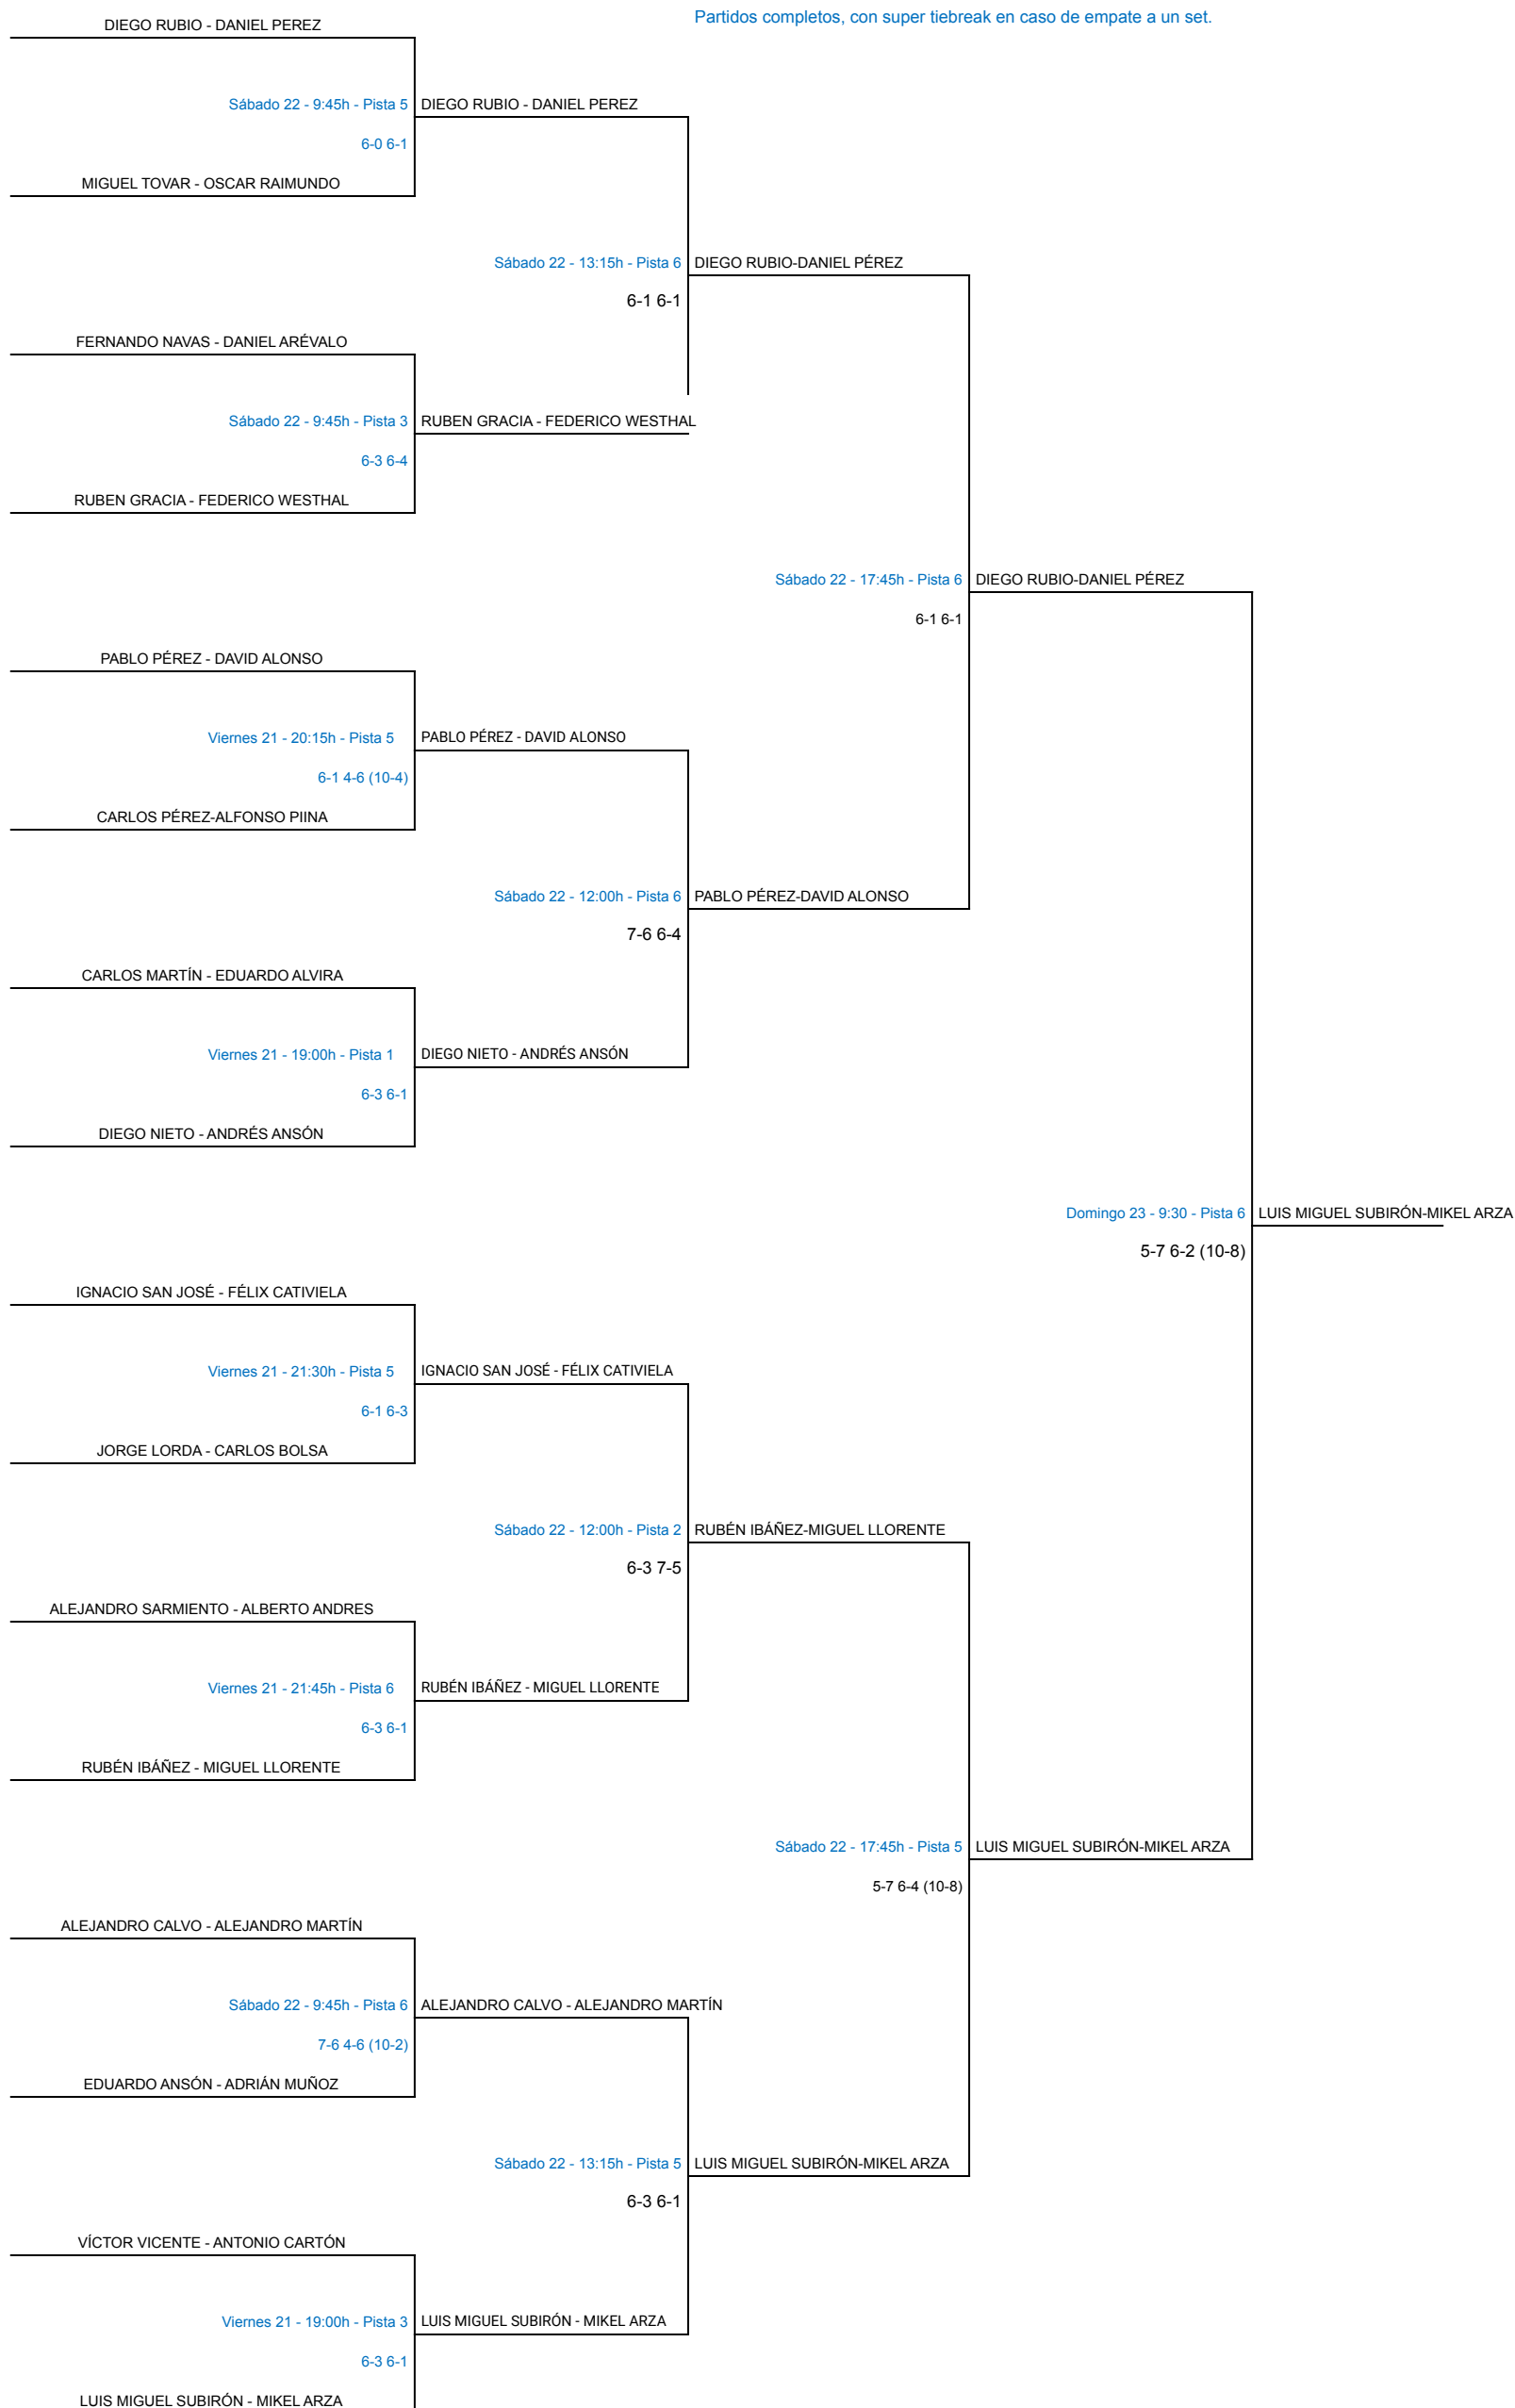 Partidos completos, con super tiebreak en caso de empate a un set.
DIEGO RUBIO - DANIEL PEREZ
Sábado 22 - 9:45h - Pista 5
DIEGO RUBIO - DANIEL PEREZ
6-0 6-1
MIGUEL TOVAR - OSCAR RAIMUNDO
Sábado 22 - 13:15h - Pista 6
DIEGO RUBIO-DANIEL PÉREZ
6-1 6-1
FERNANDO NAVAS - DANIEL ARÉVALO
Sábado 22 - 9:45h - Pista 3
RUBEN GRACIA - FEDERICO WESTHAL
6-3 6-4
RUBEN GRACIA - FEDERICO WESTHAL
Sábado 22 - 17:45h - Pista 6
DIEGO RUBIO-DANIEL PÉREZ
6-1 6-1
PABLO PÉREZ - DAVID ALONSO
Viernes 21 - 20:15h - Pista 5
PABLO PÉREZ - DAVID ALONSO
6-1 4-6 (10-4)
CARLOS PÉREZ-ALFONSO PIINA
Sábado 22 - 12:00h - Pista 6
PABLO PÉREZ-DAVID ALONSO
7-6 6-4
CARLOS MARTÍN - EDUARDO ALVIRA
Viernes 21 - 19:00h - Pista 1
DIEGO NIETO - ANDRÉS ANSÓN
6-3 6-1
DIEGO NIETO - ANDRÉS ANSÓN
Domingo 23 - 9:30 - Pista 6
LUIS MIGUEL SUBIRÓN-MIKEL ARZA
5-7 6-2 (10-8)
IGNACIO SAN JOSÉ - FÉLIX CATIVIELA
Viernes 21 - 21:30h - Pista 5
IGNACIO SAN JOSÉ - FÉLIX CATIVIELA
6-1 6-3
JORGE LORDA - CARLOS BOLSA
Sábado 22 - 12:00h - Pista 2
RUBÉN IBÁÑEZ-MIGUEL LLORENTE
6-3 7-5
ALEJANDRO SARMIENTO - ALBERTO ANDRES
Viernes 21 - 21:45h - Pista 6
RUBÉN IBÁÑEZ - MIGUEL LLORENTE
6-3 6-1
RUBÉN IBÁÑEZ - MIGUEL LLORENTE
Sábado 22 - 17:45h - Pista 5
LUIS MIGUEL SUBIRÓN-MIKEL ARZA
5-7 6-4 (10-8)
ALEJANDRO CALVO - ALEJANDRO MARTÍN
Sábado 22 - 9:45h - Pista 6
ALEJANDRO CALVO - ALEJANDRO MARTÍN
7-6 4-6 (10-2)
EDUARDO ANSÓN - ADRIÁN MUÑOZ
Sábado 22 - 13:15h - Pista 5
LUIS MIGUEL SUBIRÓN-MIKEL ARZA
6-3 6-1
VÍCTOR VICENTE - ANTONIO CARTÓN
Viernes 21 - 19:00h - Pista 3
LUIS MIGUEL SUBIRÓN - MIKEL ARZA
6-3 6-1
LUIS MIGUEL SUBIRÓN - MIKEL ARZA